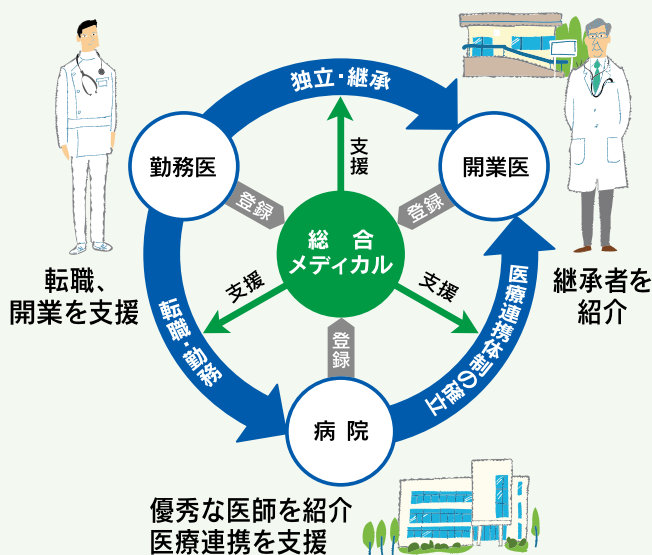 独立・継承
勤務医
支援
開業医
登録
登録
総合
メディカル
転職、
開業を支援
支援
支援
継承者を
紹介
転職・勤務
登録
医療連携体制の確立
病院
優秀な医師を紹介
医療連携を支援